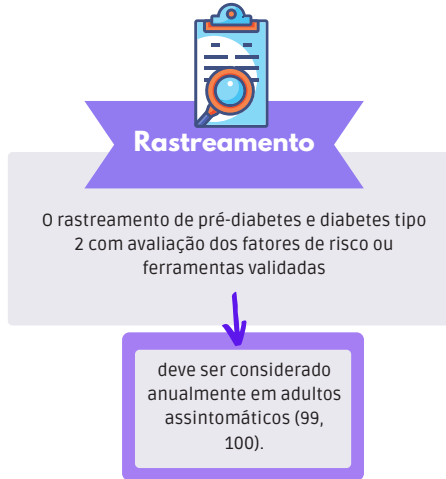 Rastreamento
O rastreamento de pré-diabetes e diabetes tipo
2 com avaliação dos fatores de risco ou
ferramentas validadas
deve ser considerado
anualmente em adultos
assintomáticos (99,
100).